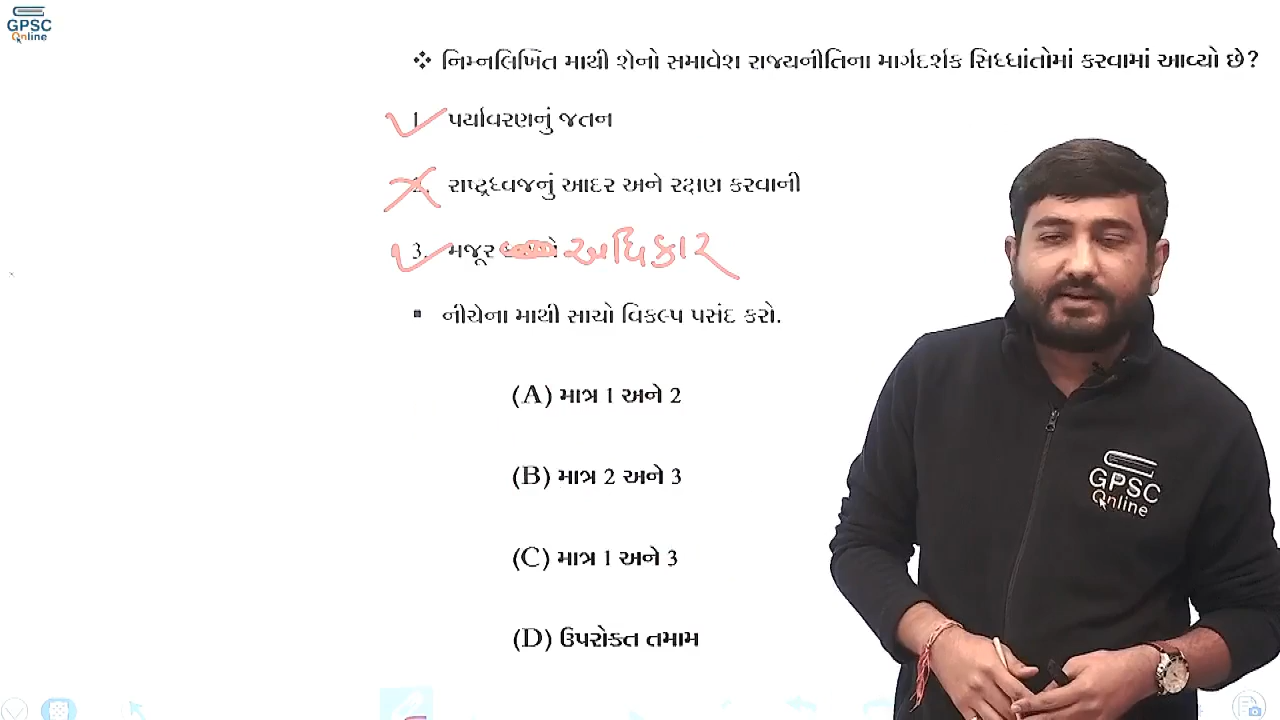 GPSC
Online
❖ નિમ્નલિખિત માથી શેનો સમાવેશ રાજ્યનીતિના માર્ગદર્શક સિધ્ધાંતોમાં કરવામાં આવ્યો છે?
1. પર્યાવરણનું જતન
2. રાષ્ટ્રધ્વજનું આદર અને રક્ષાણ કરવાની
3. મજૂર અધિકાર
▪ નીચેના માથી સાચો વિકલ્પ પસંદ કરો.
(A) માત્ર 1 અને 2
(B) માત્ર 2 અને 3
(C) માત્ર 1 અને 3
(D) ઉપરોક્ત તમામ
GPSC
Online